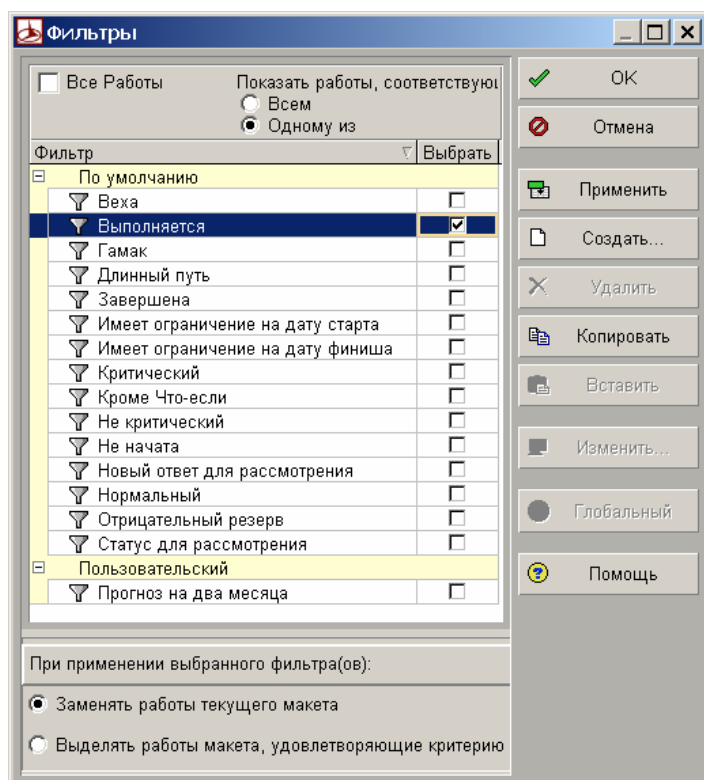 Фильтры
Все Работы
Показать работы, соответствующ
Всем
Одному из
Фильтр Выбрать
По умолчанию
Веха
Выполняется
Гамак
Длинный путь
Завершена
Имеет ограничение на дату старта
Имеет ограничение на дату финиша
Критический
Кроме Что-если
Не критический
Не начата
Новый ответ для рассмотрения
Нормальный
Отрицательный резерв
Статус для рассмотрения
Пользовательский
Прогноз на два месяца
При применении выбранного фильтра(ов):
Заменять работы текущего макета
Выделять работы макета, удовлетворяющие критерию
OK
Отмена
Применить
Создать...
Удалить
Копировать
Вставить
Изменить...
Глобальный
Помощь